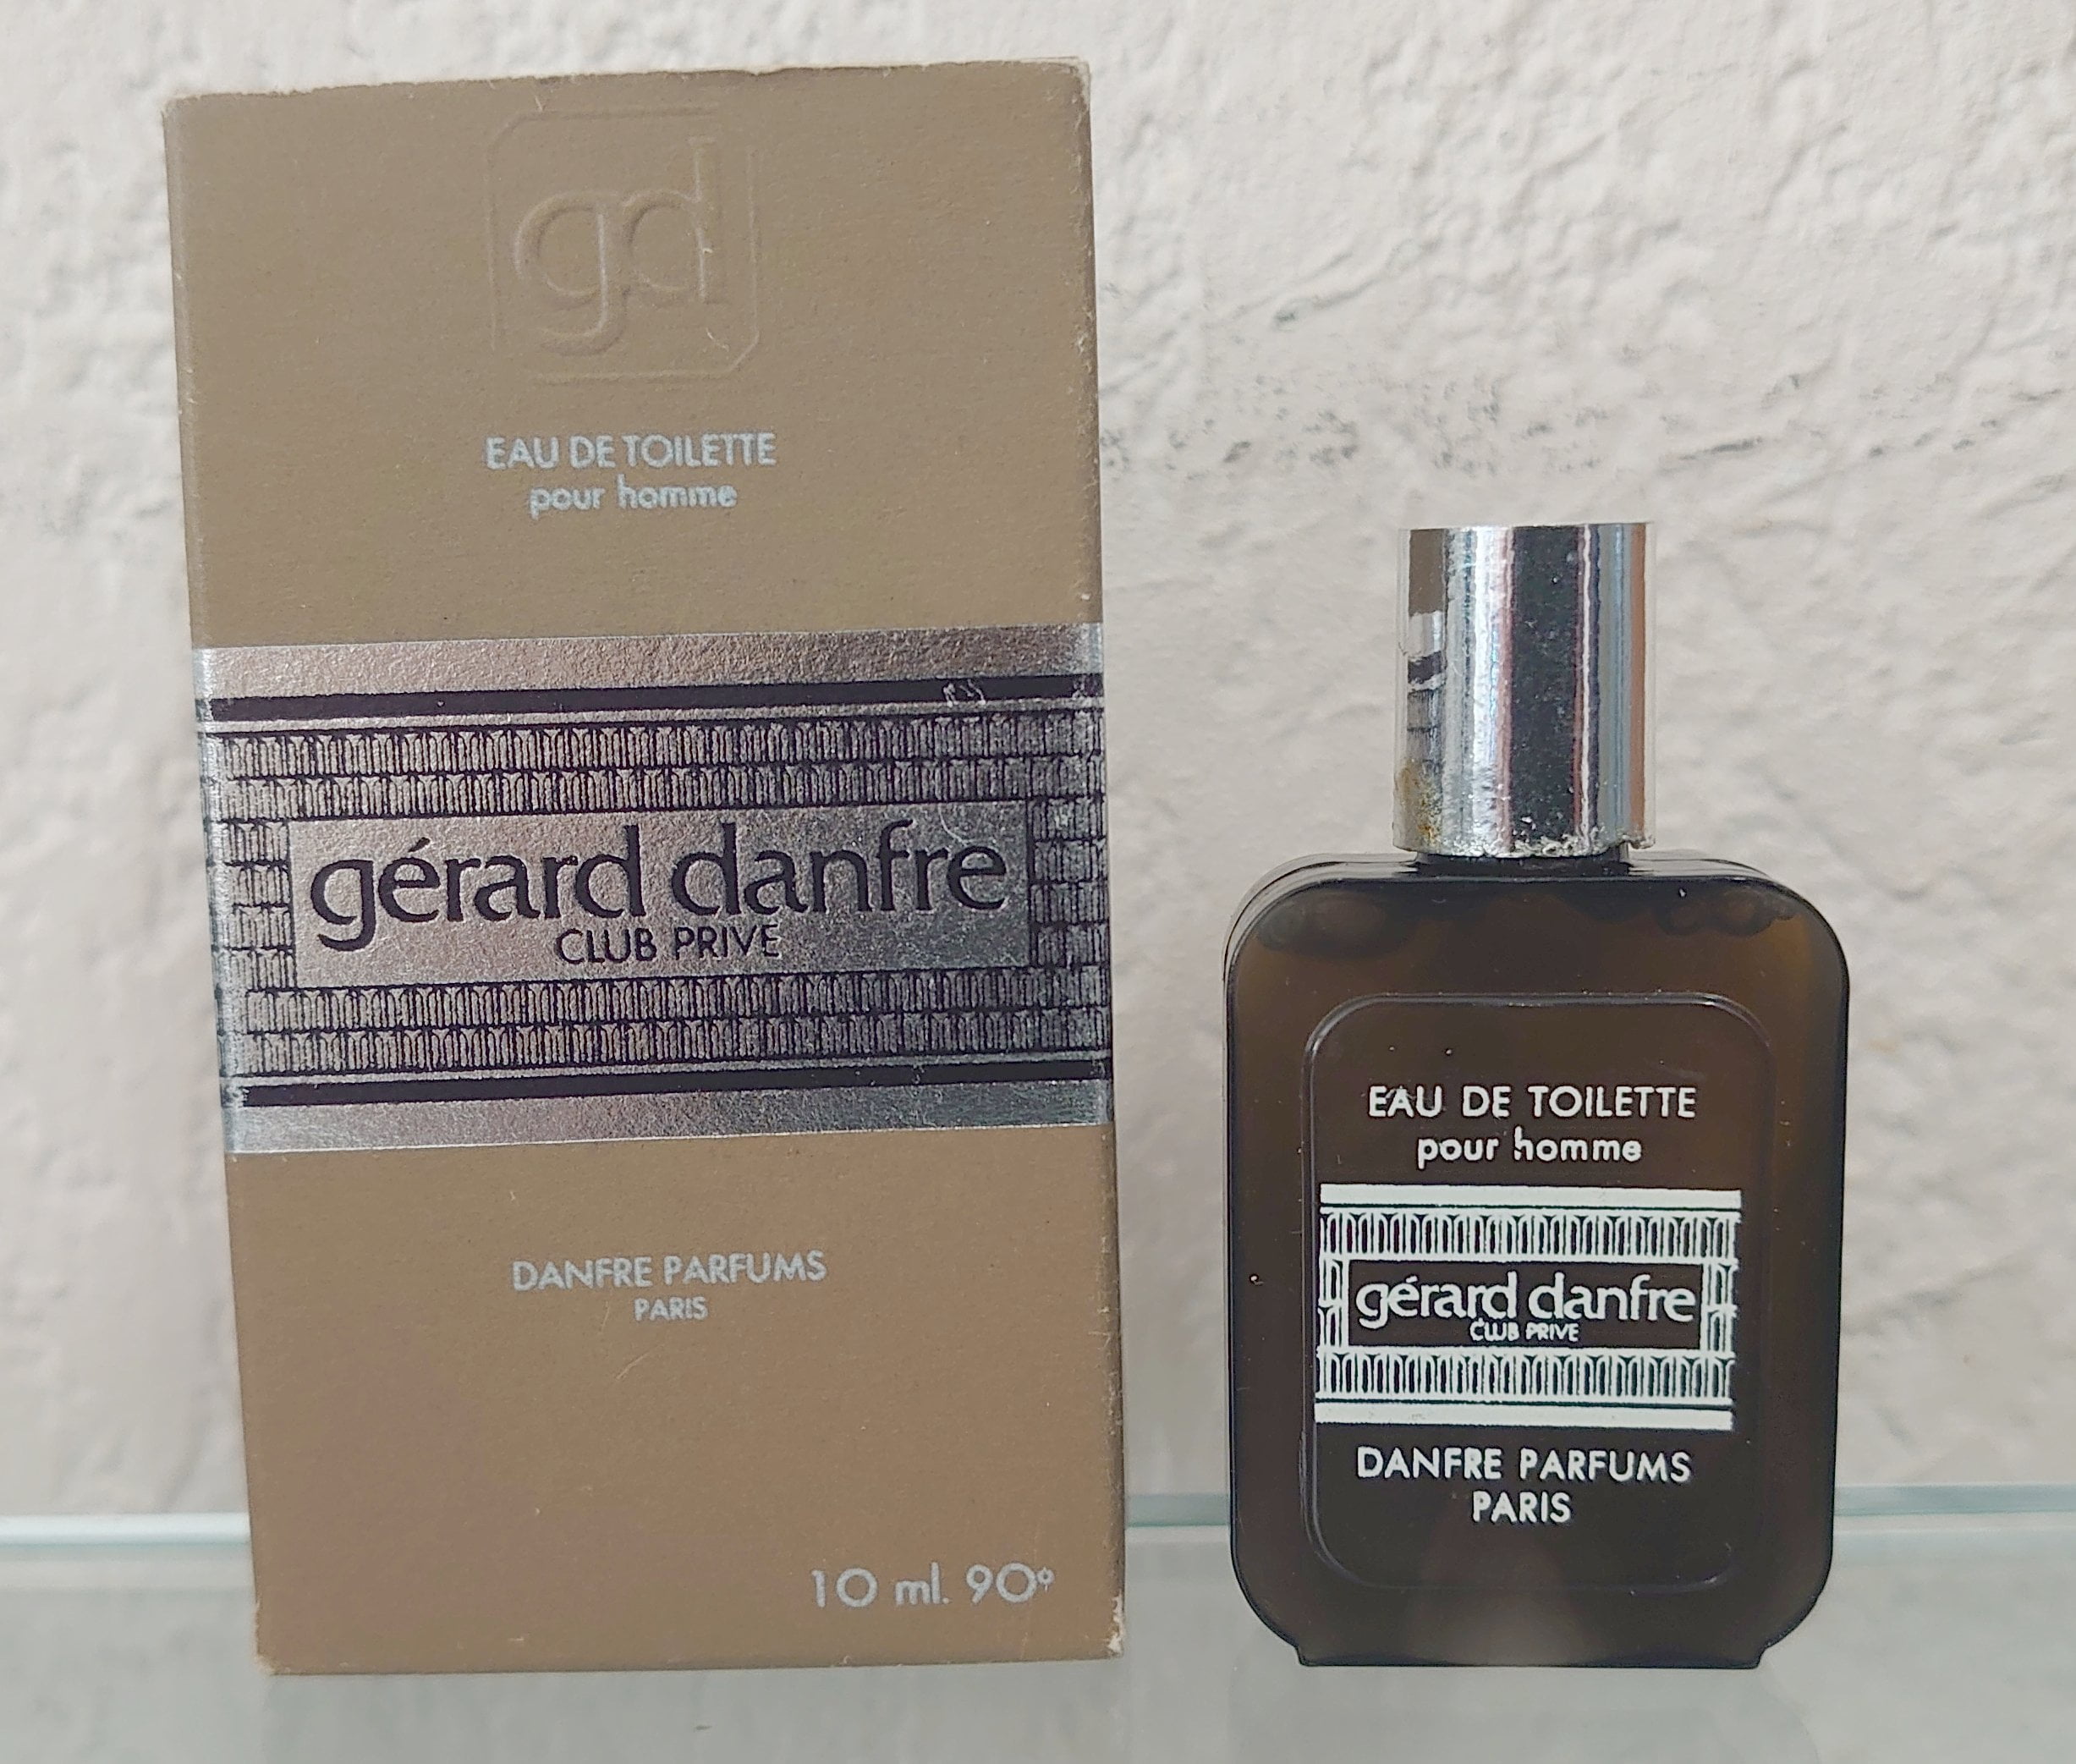 gd
EAU DE TOILETTE
pour homme
gérard danfre
CLUB PRIVÉ
DANFRE PARFUMS
PARIS
10 ml. 90°
EAU DE TOILETTE
pour homme
gérard danfre
CLUB PRIVE
DANFRE PARFUMS
PARIS